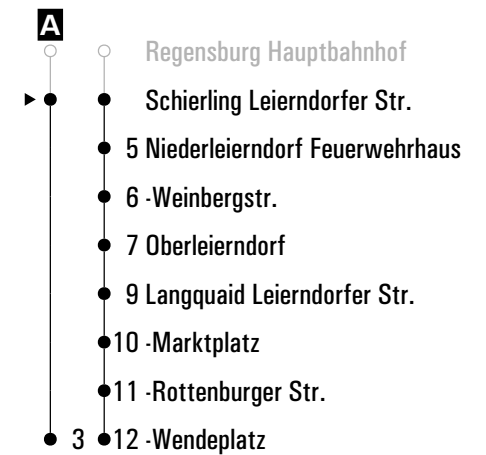 A
Regensburg Hauptbahnhof
Schierling Leierndorfer Str.
5 Niederleierndorf Feuerwehrhaus
6 -Weinbergstr.
7 Oberleierndorf
9 Langquaid Leierndorfer Str.
10 -Marktplatz
11 -Rottenburger Str.
3 12 -Wendeplatz